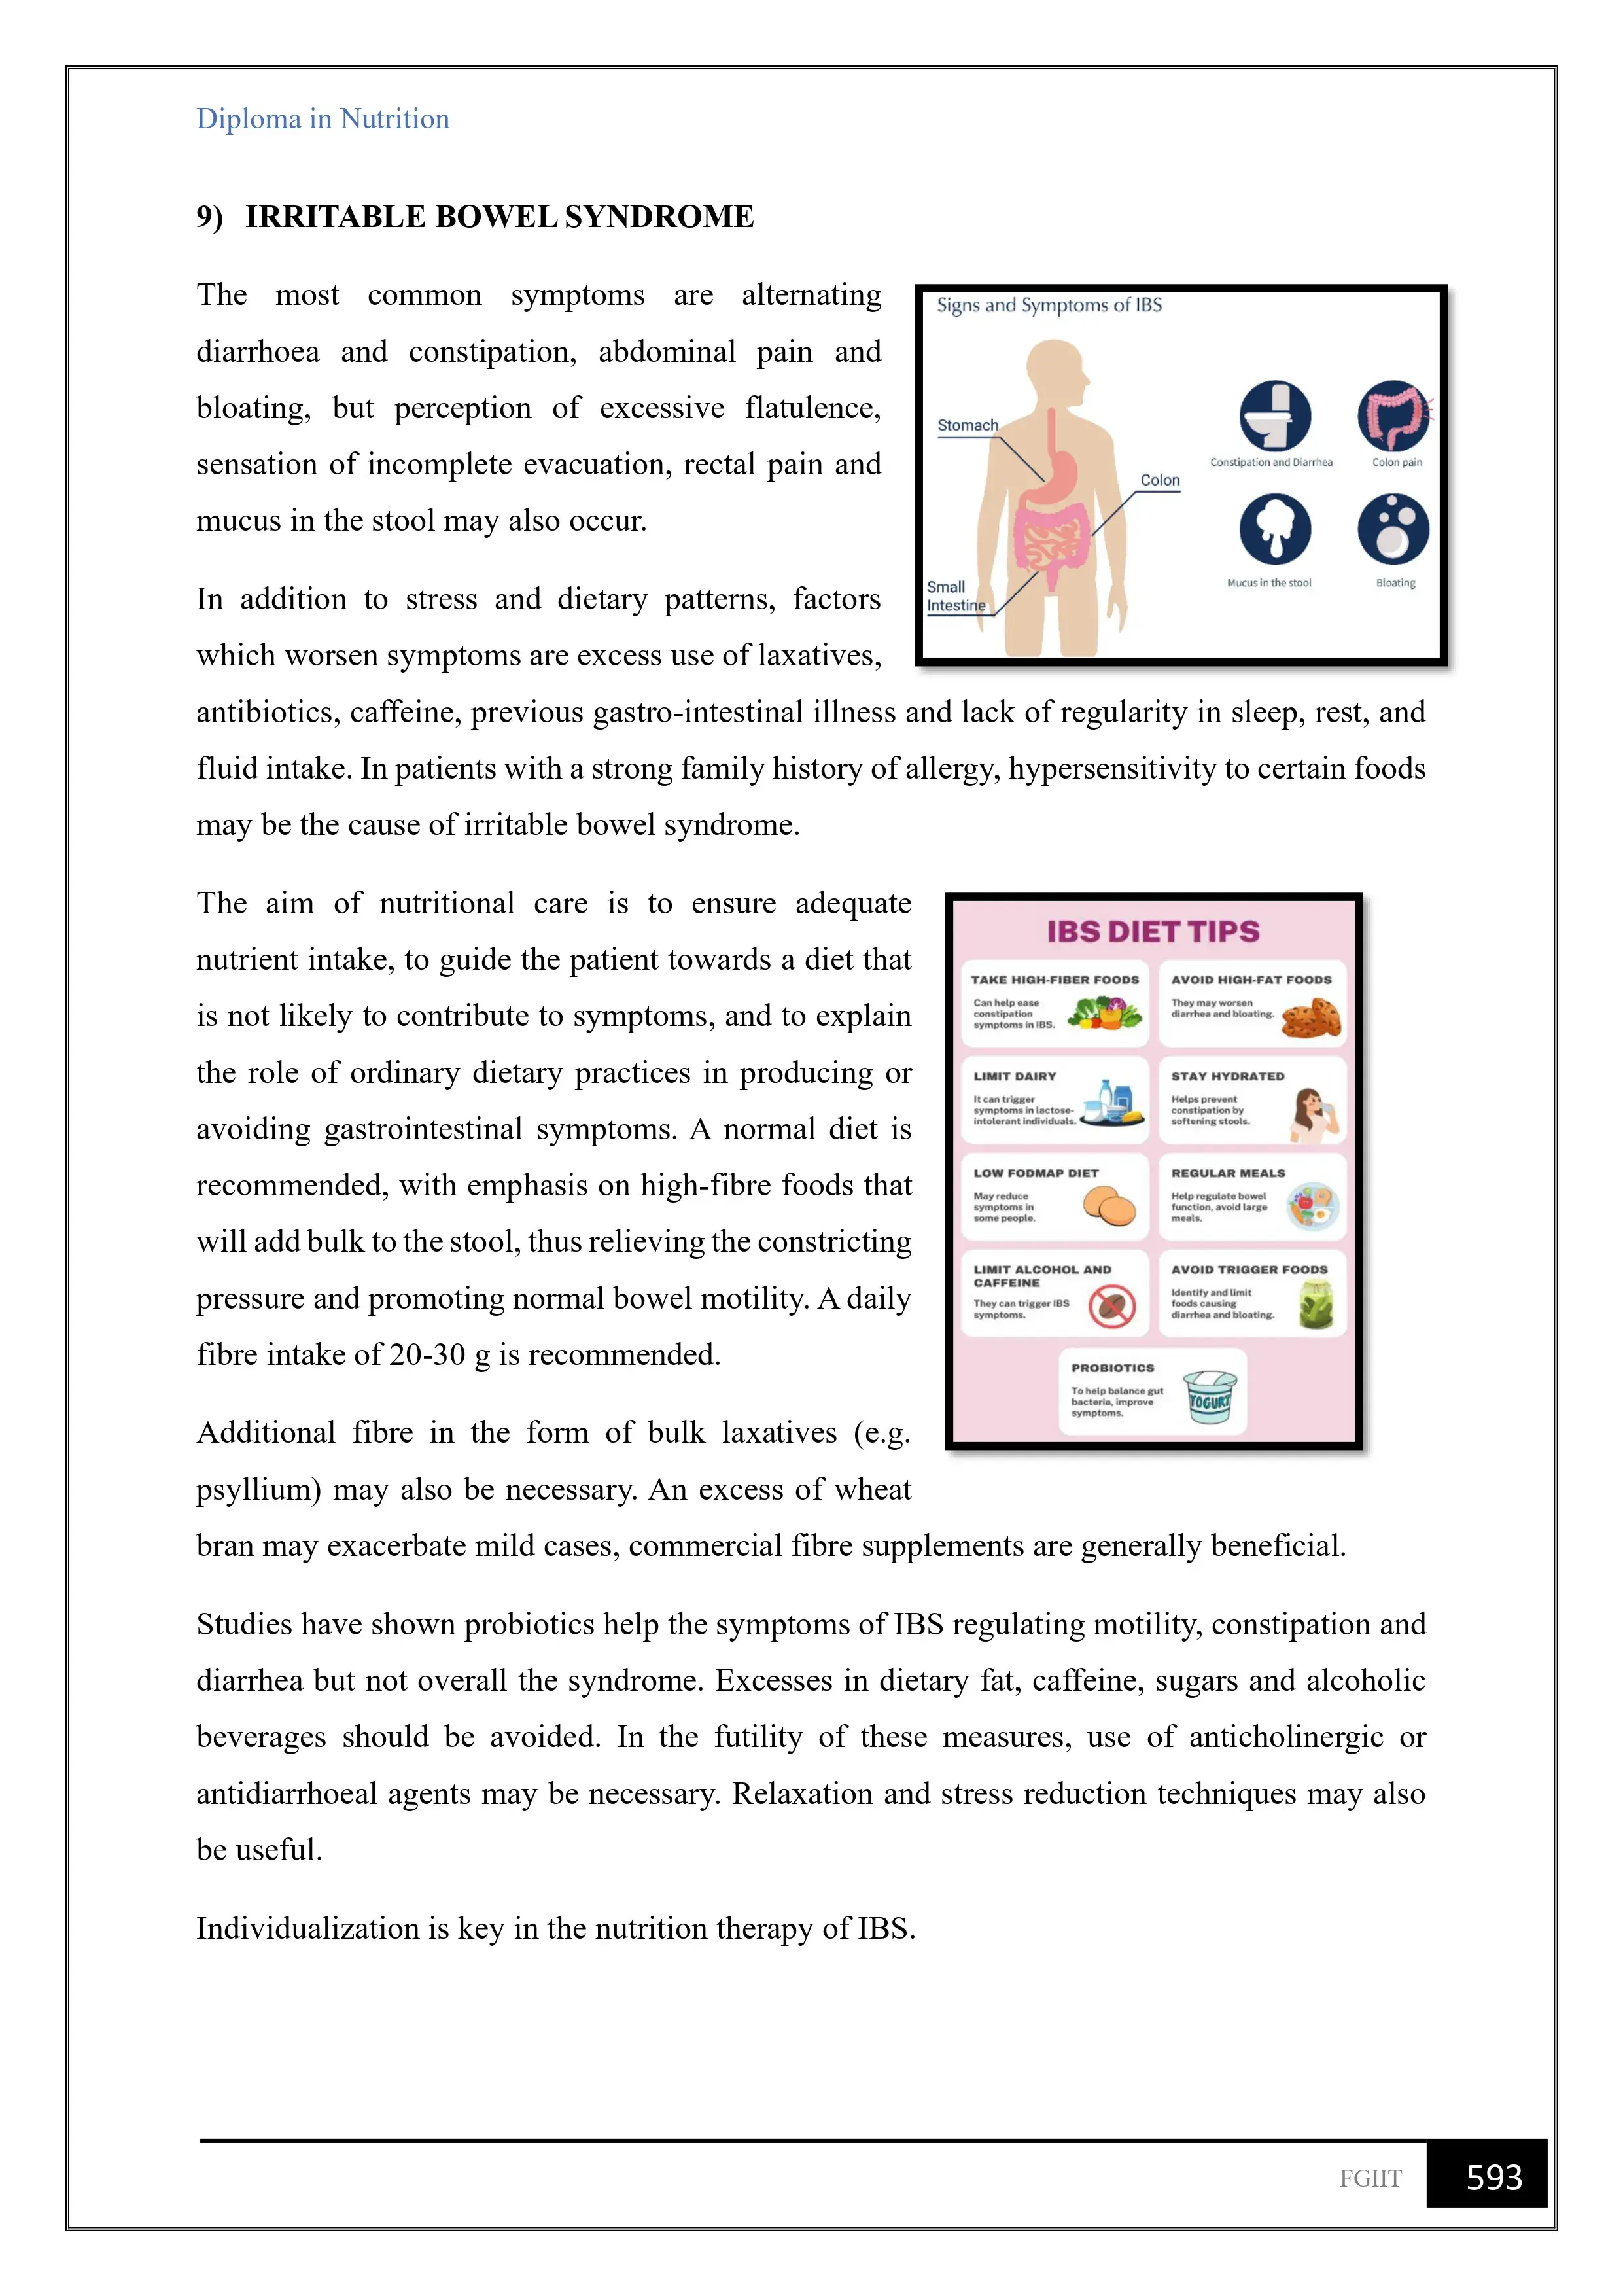 Diploma in Nutrition
9) IRRITABLE BOWEL SYNDROME
The most common symptoms are alternating
diarrhoea and constipation, abdominal pain and
bloating, but perception of excessive flatulence,
sensation of incomplete evacuation, rectal pain and
mucus in the stool may also occur.
Signs and Symptoms of IBS
Stomach
Colon
Small
Intestine
Constipation and Diarrhea
Colon pain
Mucus in the stool
Bloating
In addition to stress and dietary patterns, factors
which worsen symptoms are excess use of laxatives,
antibiotics, caffeine, previous gastro-intestinal illness and lack of regularity in sleep, rest, and
fluid intake. In patients with a strong family history of allergy, hypersensitivity to certain foods
may be the cause of irritable bowel syndrome.
The aim of nutritional care is to ensure adequate
nutrient intake, to guide the patient towards a diet that
is not likely to contribute to symptoms, and to explain
the role of ordinary dietary practices in producing or
avoiding gastrointestinal symptoms. A normal diet is
recommended, with emphasis on high-fibre foods that
will add bulk to the stool, thus relieving the constricting
pressure and promoting normal bowel motility. A daily
fibre intake of 20-30 g is recommended.
IBS DIET TIPS
TAKE HIGH-FIBER FOODS
Can help ease
constipation
symptoms in IBS.
AVOID HIGH-FAT FOODS
They may worsen
diarrhea and bloating.
LIMIT DAIRY
It can trigger
symptoms in lactose-
intolerant individuals.
STAY HYDRATED
Helps prevent
constipation by
softening stools.
LOW FODMAP DIET
May reduce
symptoms in
some people.
REGULAR MEALS
Help regulate bowel
function, avoid large
meals.
LIMIT ALCOHOL AND
CAFFEINE
They can trigger IBS
symptoms.
AVOID TRIGGER FOODS
Identify and limit
foods causing
diarrhea and bloating.
PROBIOTICS
To help balance gut
bacteria, improve
symptoms.
YOGURT
Additional fibre in the form of bulk laxatives (e.g.
psyllium) may also be necessary. An excess of wheat
bran may exacerbate mild cases, commercial fibre supplements are generally beneficial.
Studies have shown probiotics help the symptoms of IBS regulating motility, constipation and
diarrhea but not overall the syndrome. Excesses in dietary fat, caffeine, sugars and alcoholic
beverages should be avoided. In the futility of these measures, use of anticholinergic or
antidiarrhoeal agents may be necessary. Relaxation and stress reduction techniques may also
be useful.
Individualization is key in the nutrition therapy of IBS.
FGIIT 593